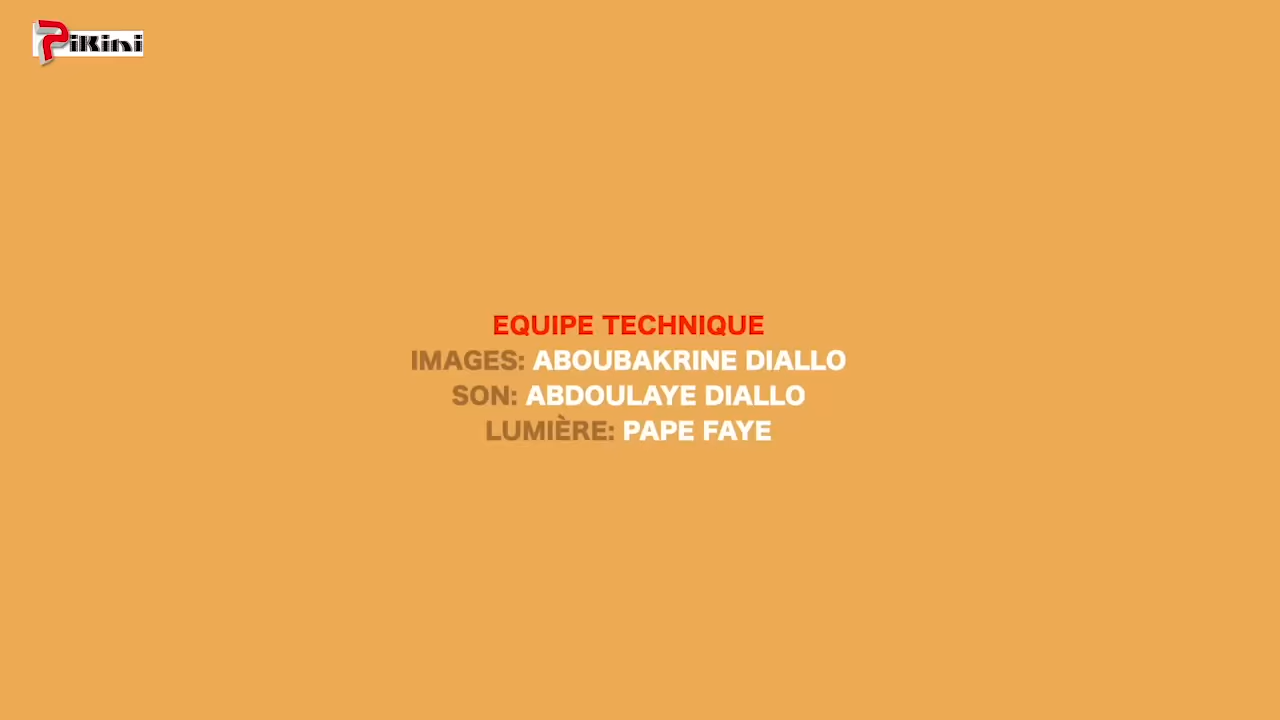 PiKini
EQUIPE TECHNIQUE
IMAGES: ABOUBAKRINE DIALLO
SON: ABDOULAYE DIALLO
LUMIÈRE: PAPE FAYE